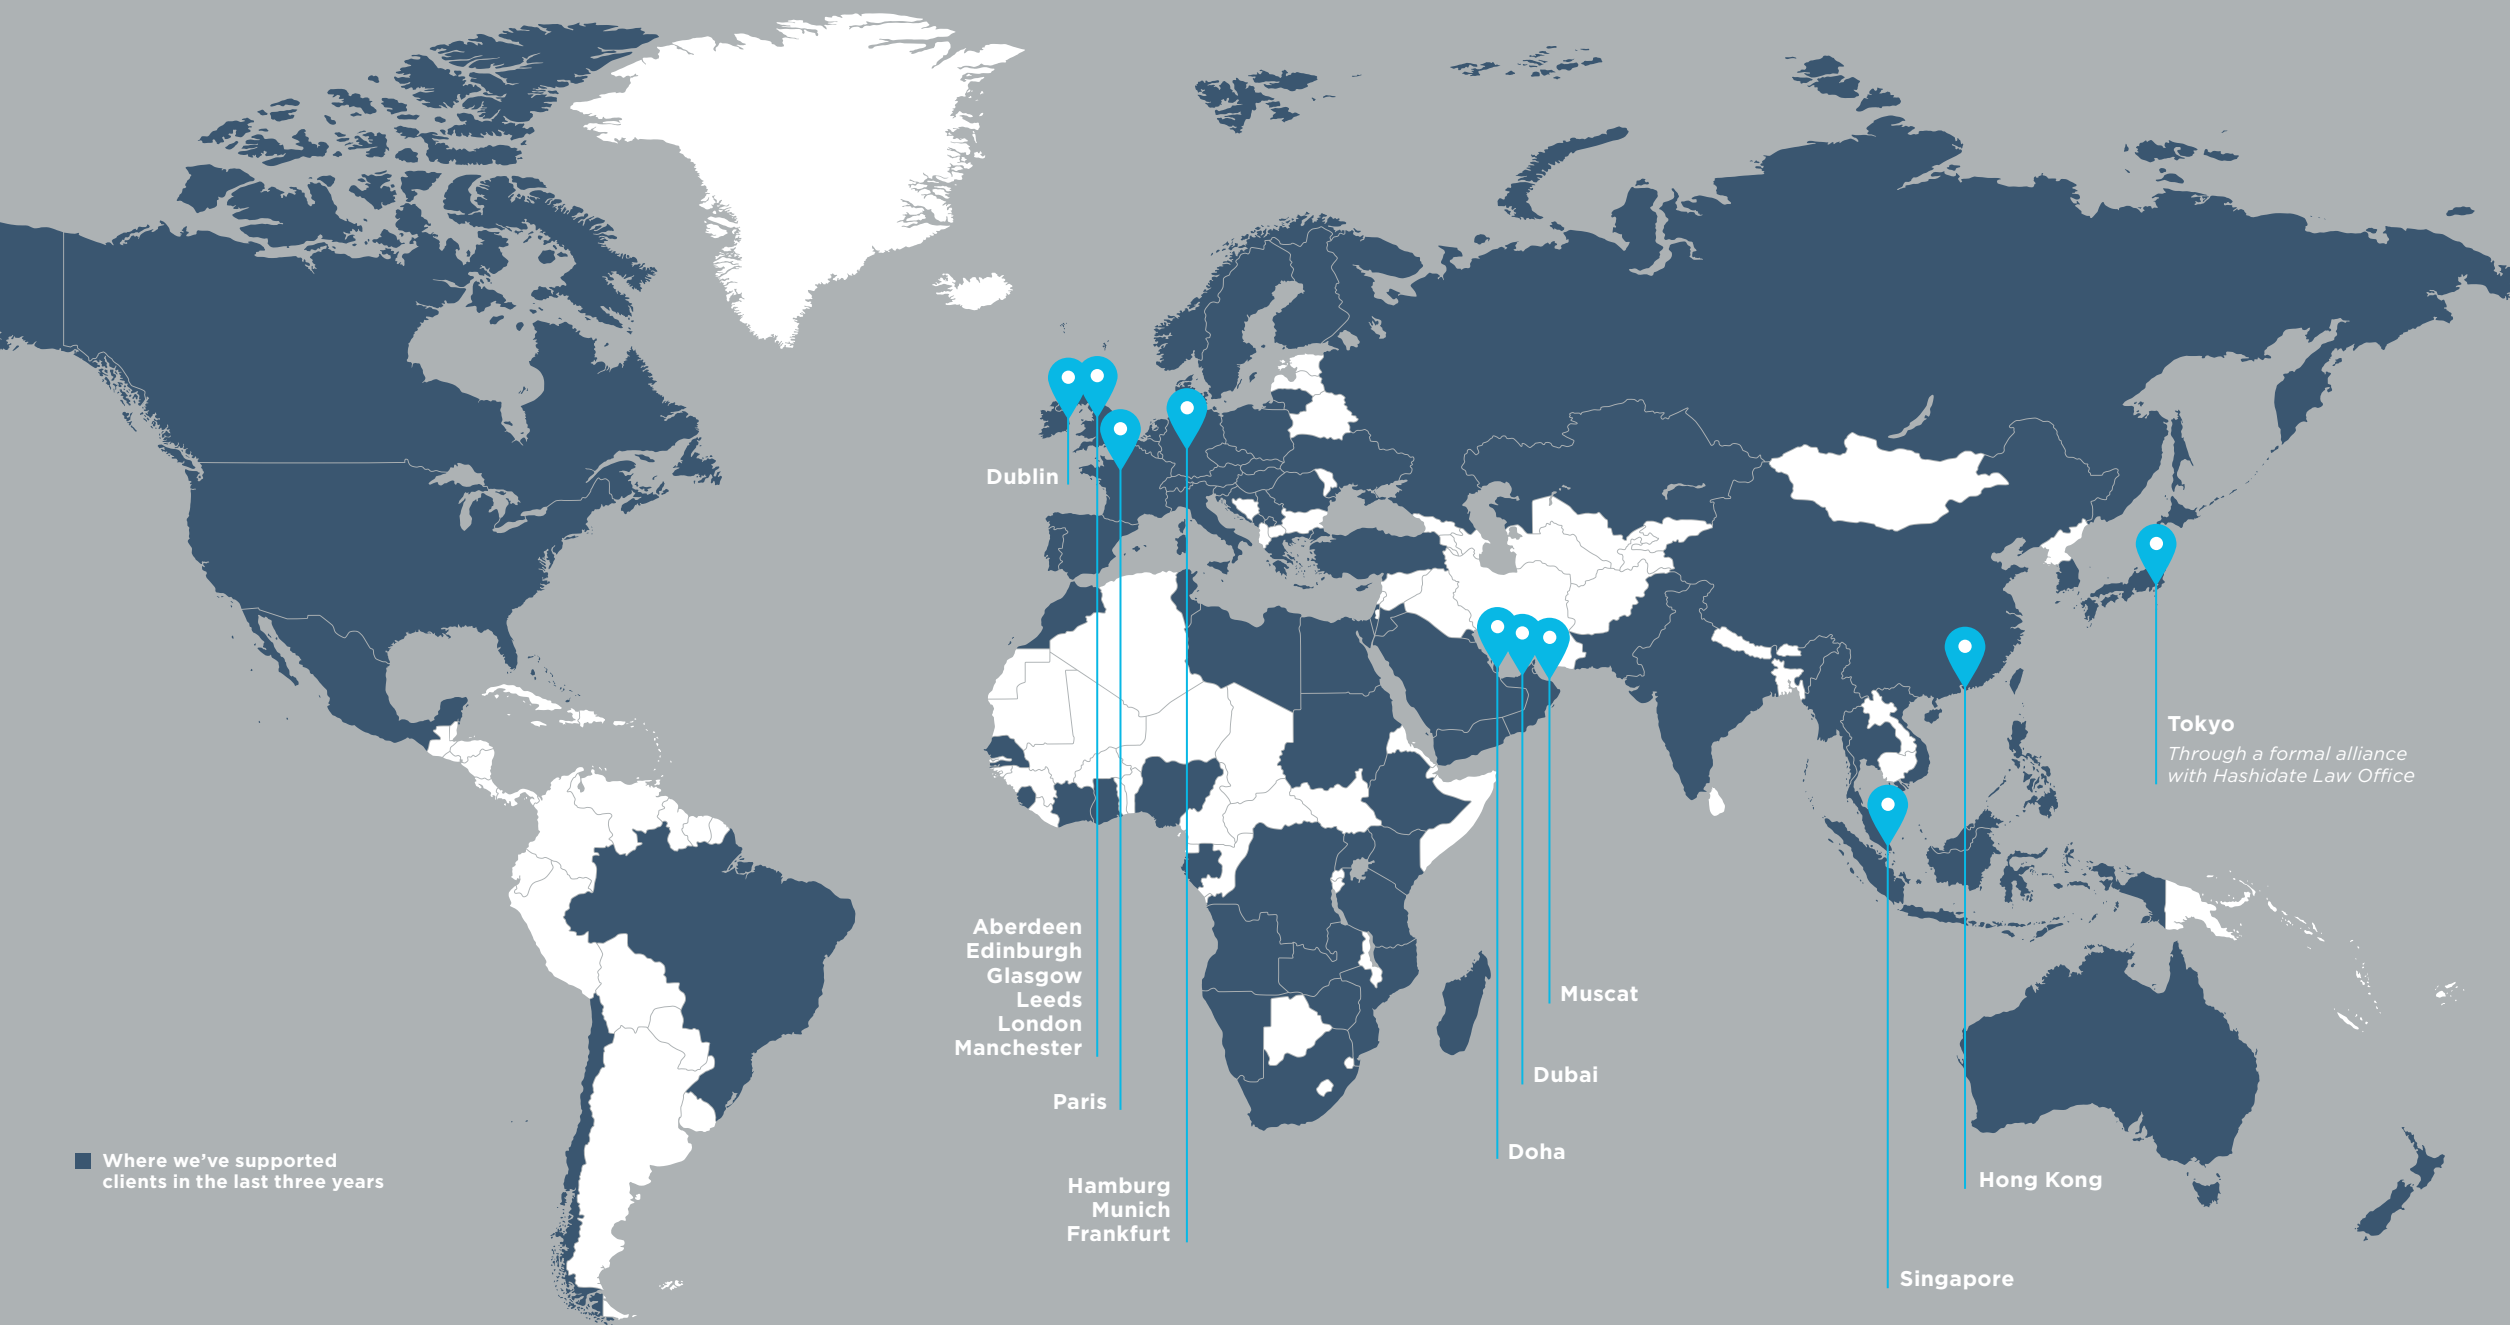 Dublin
Tokyo
Through a formal alliance
with Hashidate Law Office
Aberdeen
Edinburgh
Glasgow
Leeds
London
Manchester
Muscat
Dubai
Paris
Doha
Where we’ve supported
clients in the last three years
Hamburg
Munich
Frankfurt
Hong Kong
Singapore